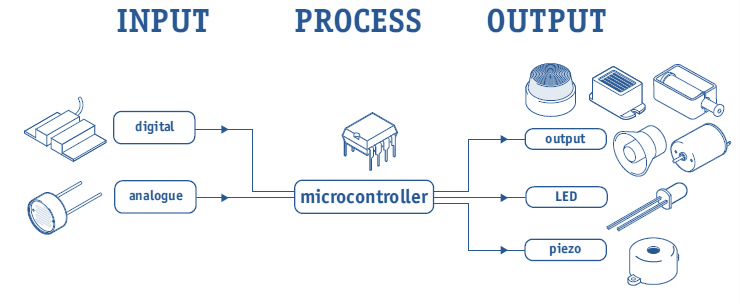 INPUT PROCESS OUTPUT
digital
output
analogue
microcontroller
LED
piezo